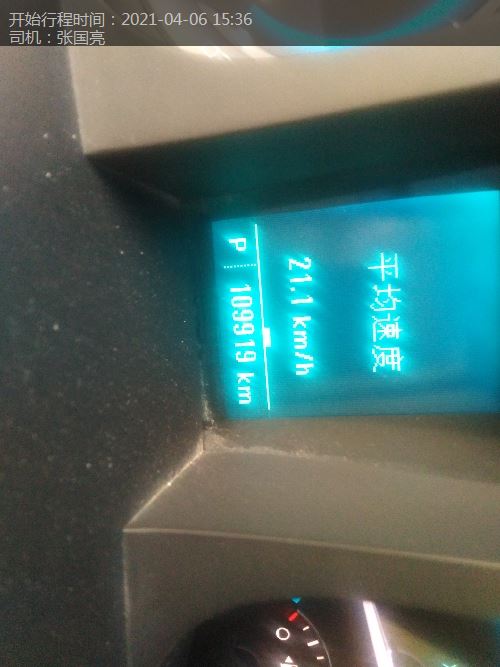 开始行程时间：2021-04-06 15:36
司机：张国亮
平均速度
21.1 km/h
P 109919 km